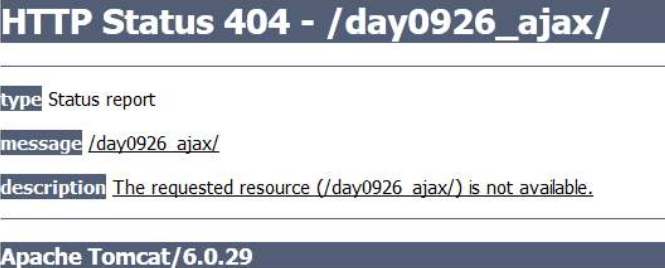 HTTP Status 404 - /day0926_ajax/
type Status report
message /day0926_ajax/
description The requested resource (/day0926_ajax/) is not available.
Apache Tomcat/6.0.29